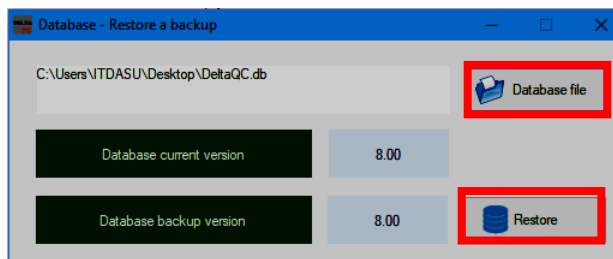 Database - Restore a backup
C:\Users\ITDASU\Desktop\DeltaQC.db
Database file
Database current version
8.00
Database backup version
8.00
Restore